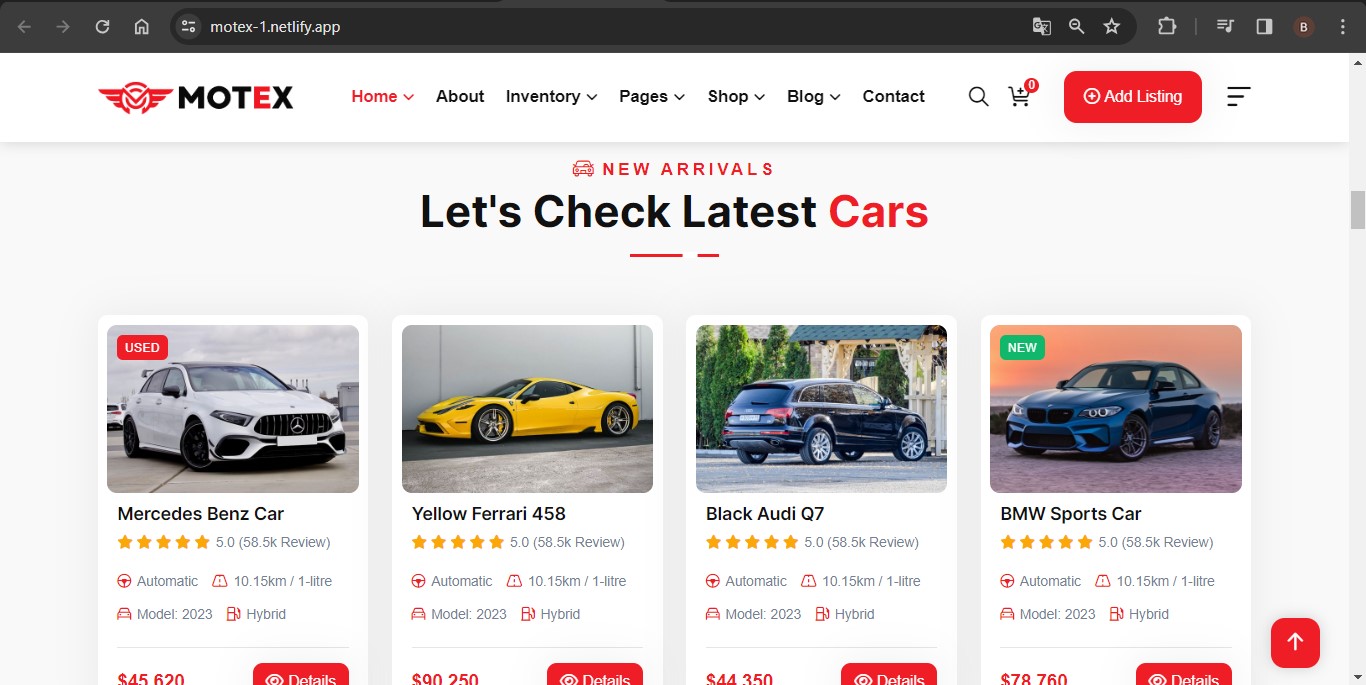 motex-1.netlify.app
B
MOTEX
Home About Inventory Pages Shop Blog Contact 0 Add Listing
NEW ARRIVALS
Let's Check Latest Cars
USED
NEW
Mercedes Benz Car
5.0 (58.5k Review)
Automatic 10.15km / 1-litre
Model: 2023 Hybrid
$45,620 Details
Yellow Ferrari 458
5.0 (58.5k Review)
Automatic 10.15km / 1-litre
Model: 2023 Hybrid
$90,250 Details
Black Audi Q7
5.0 (58.5k Review)
Automatic 10.15km / 1-litre
Model: 2023 Hybrid
$44,350 Details
BMW Sports Car
5.0 (58.5k Review)
Automatic 10.15km / 1-litre
Model: 2023 Hybrid
$78,760 Details